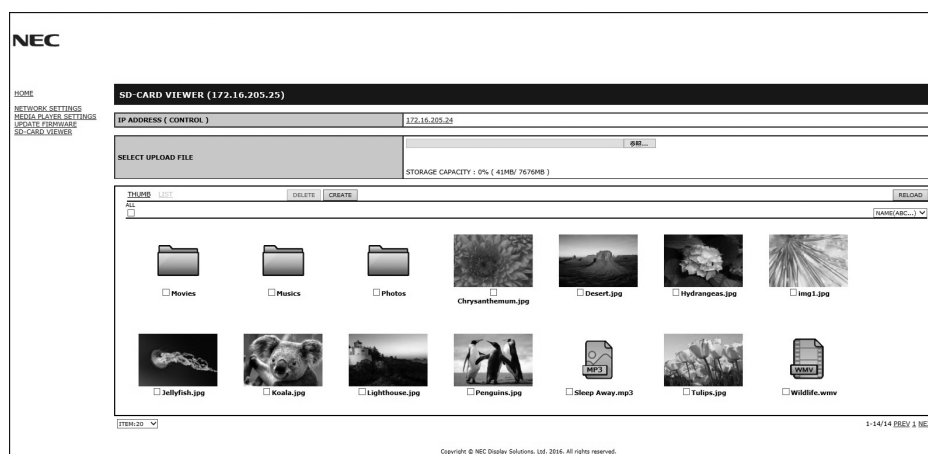 NEC
HOME
NETWORK SETTINGS
MEDIA PLAYER SETTINGS
UPDATE FIRMWARE
SD-CARD VIEWER
SD-CARD VIEWER (172.16.205.25)
IP ADDRESS ( CONTROL ) 172.16.205.24
SELECT UPLOAD FILE
参照...
STORAGE CAPACITY : 0% ( 41MB/ 7676MB )
THUMB LIST DELETE CREATE RELOAD
ALL
NAME(ABC...)
Movies Musics Photos Chrysanthemum.jpg Desert.jpg Hydrangeas.jpg img1.jpg
MP3 WMV
Jellyfish.jpg Koala.jpg Lighthouse.jpg Penguins.jpg Sleep Away.mp3 Tulips.jpg Wildlife.wmv
ITEM:20 1-14/14 PREV 1 NE
Copyright © NEC Display Solutions, Ltd. 2016. All rights reserved.